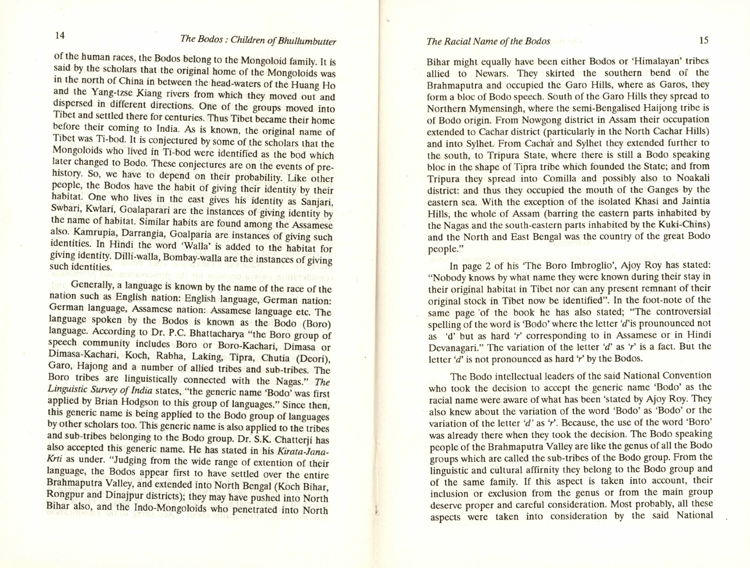 14
The Bodos : Children of Bhullumbutter
of the human races, the Bodos belong to the Mongoloid family. It is
said by the scholars that the original home of the Mongoloids was
in the north of China in between the head-waters of the Huang Ho
and the Yang-tzse Kiang rivers from which they moved out and
dispersed in different directions. One of the groups moved into
Tibet and settled there for centuries. Thus Tibet became their home
before their coming to India. As is known, the original name of
Tibet was Ti-bod. It is conjectured by some of the scholars that the
Mongoloids who lived in Ti-bod were identified as the bod which
later changed to Bodo. These conjectures are on the events of pre-
history. So, we have to depend on their probability. Like other
people, the Bodos have the habit of giving their identity by their
habitat. One who lives in the east gives his identity as Sanjari,
Swbari, Kwlari, Goalaparari are the instances of giving identity by
the name of habitat. Similar habits are found among the Assamese
also. Kamrupia, Darrangia, Goalparia are instances of giving such
identities. In Hindi the word 'Walla' is added to the habitat for
giving identity. Dilli-walla, Bombay-walla are the instances of giving
such identities.
Generally, a language is known by the name of the race of the
nation such as English nation: English language, German nation:
German language, Assamese nation: Assamese language etc. The
language spoken by the Bodos is known as the Bodo (Boro)
language. According to Dr. P.C. Bhattacharya "the Boro group of
speech community includes Boro or Boro-Kachari, Dimasa or
Dimasa-Kachari, Koch, Rabha, Laking, Tipra, Chutia (Deori),
Garo, Hajong and a number of allied tribes and sub-tribes. The
Boro tribes are linguistically connected with the Nagas." The
Linguistic Survey of India states, "the generic name 'Bodo' was first
applied by Brian Hodgson to this group of languages." Since then,
this generic name is being applied to the Bodo group of languages
by other scholars too. This generic name is also applied to the tribes
and sub-tribes belonging to the Bodo group. Dr. S.K. Chatterji has
also accepted this generic name. He has stated in his Kirata-Jana-
Krti as under. "Judging from the wide range of extention of their
language, the Bodos appear first to have settled over the entire
Brahmaputra Valley, and extended into North Bengal (Koch Bihar,
Rongpur and Dinajpur districts); they may have pushed into North
Bihar also, and the Indo-Mongoloids who penetrated into North
The Racial Name of the Bodos
15
Bihar might equally have been either Bodos or 'Himalayan' tribes
allied to Newars. They skirted the southern bend of the
Brahmaputra and occupied the Garo Hills, where as Garos, they
form a bloc of Bodo speech. South of the Garo Hills they spread to
Northern Mymensingh, where the semi-Bengalised Haijong tribe is
of Bodo origin. From Nowgong district in Assam their occupation
extended to Cachar district (particularly in the North Cachar Hills)
and into Sylhet. From Cachar and Sylhet they extended further to
the south, to Tripura State, where there is still a Bodo speaking
bloc in the shape of Tipra tribe which founded the State; and from
Tripura they spread into Comilla and possibly also to Noakali
district: and thus they occupied the mouth of the Ganges by the
eastern sea. With the exception of the isolated Khasi and Jaintia
Hills, the whole of Assam (barring the eastern parts inhabited by
the Nagas and the south-eastern parts inhabited by the Kuki-Chins)
and the North and East Bengal was the country of the great Bodo
people."
In page 2 of his 'The Boro Imbroglio', Ajoy Roy has stated:
"Nobody knows by what name they were known during their stay in
their original habitat in Tibet nor can any present remnant of their
original stock in Tibet now be identified". In the foot-note of the
same page of the book he has also stated; "The controversial
spelling of the word is 'Bodo' where the letter 'd'is prounounced not
as 'd' but as hard 'r' corresponding to in Assamese or in Hindi
Devanagari." The variation of the letter 'd' as 'r' is a fact. But the
letter 'd' is not pronounced as hard 'r' by the Bodos.
The Bodo intellectual leaders of the said National Convention
who took the decision to accept the generic name 'Bodo' as the
racial name were aware of what has been 'stated by Ajoy Roy. They
also knew about the variation of the word 'Bodo' as 'Bodo' or the
variation of the letter 'd' as 'r'. Because, the use of the word 'Boro'
was already there when they took the decision. The Bodo speaking
people of the Brahmaputra Valley are like the genus of all the Bodo
groups which are called the sub-tribes of the Bodo group. From the
linguistic and cultural affirnity they belong to the Bodo group and
of the same family. If this aspect is taken into account, their
inclusion or exclusion from the genus or from the main group
deserve proper and careful consideration. Most probably, all these
aspects were taken into consideration by the said National